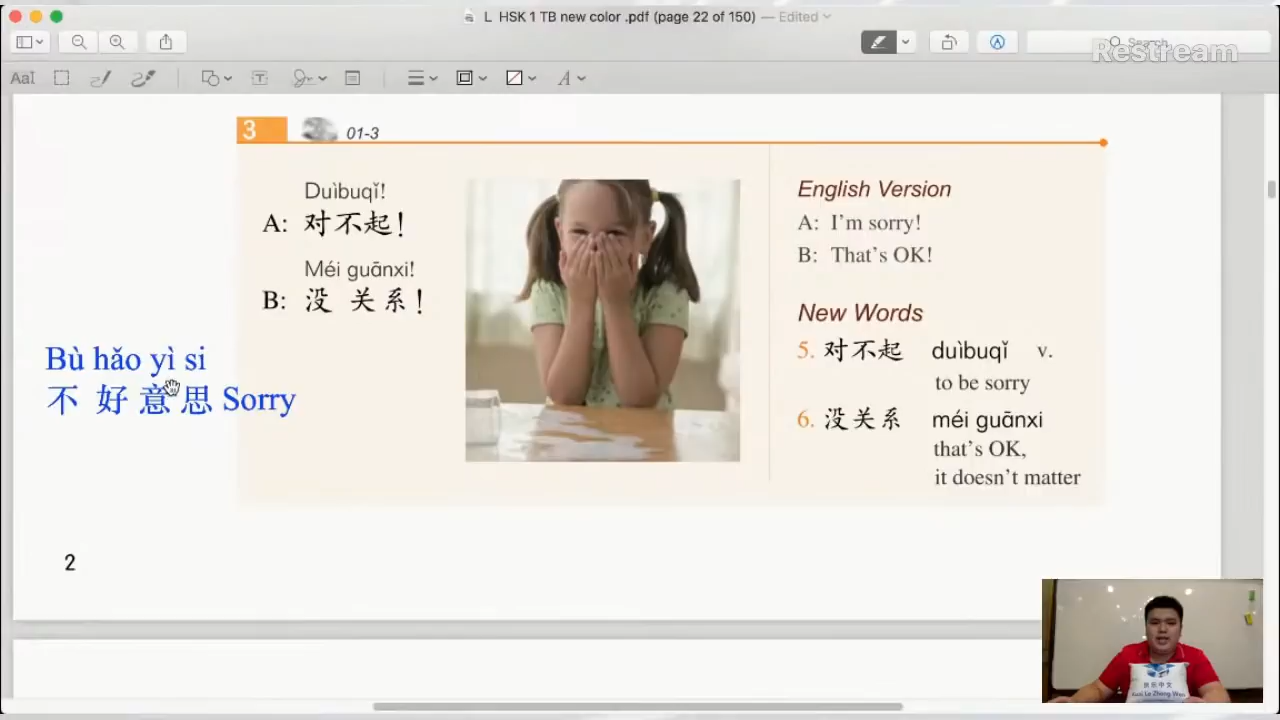 L HSK 1 TB new color .pdf (page 22 of 150) — Edited
Search
Restream
AaI
3 01-3
Duìbuqǐ!
A: 对不起!
Méi guānxi!
B: 没 关系!
Bù hǎo yì si
不 好 意 思 Sorry
2
English Version
A: I'm sorry!
B: That's OK!
New Words
5. 对不起 duìbuqǐ v.
to be sorry
6. 没关系 méi guānxi
that's OK,
it doesn't matter